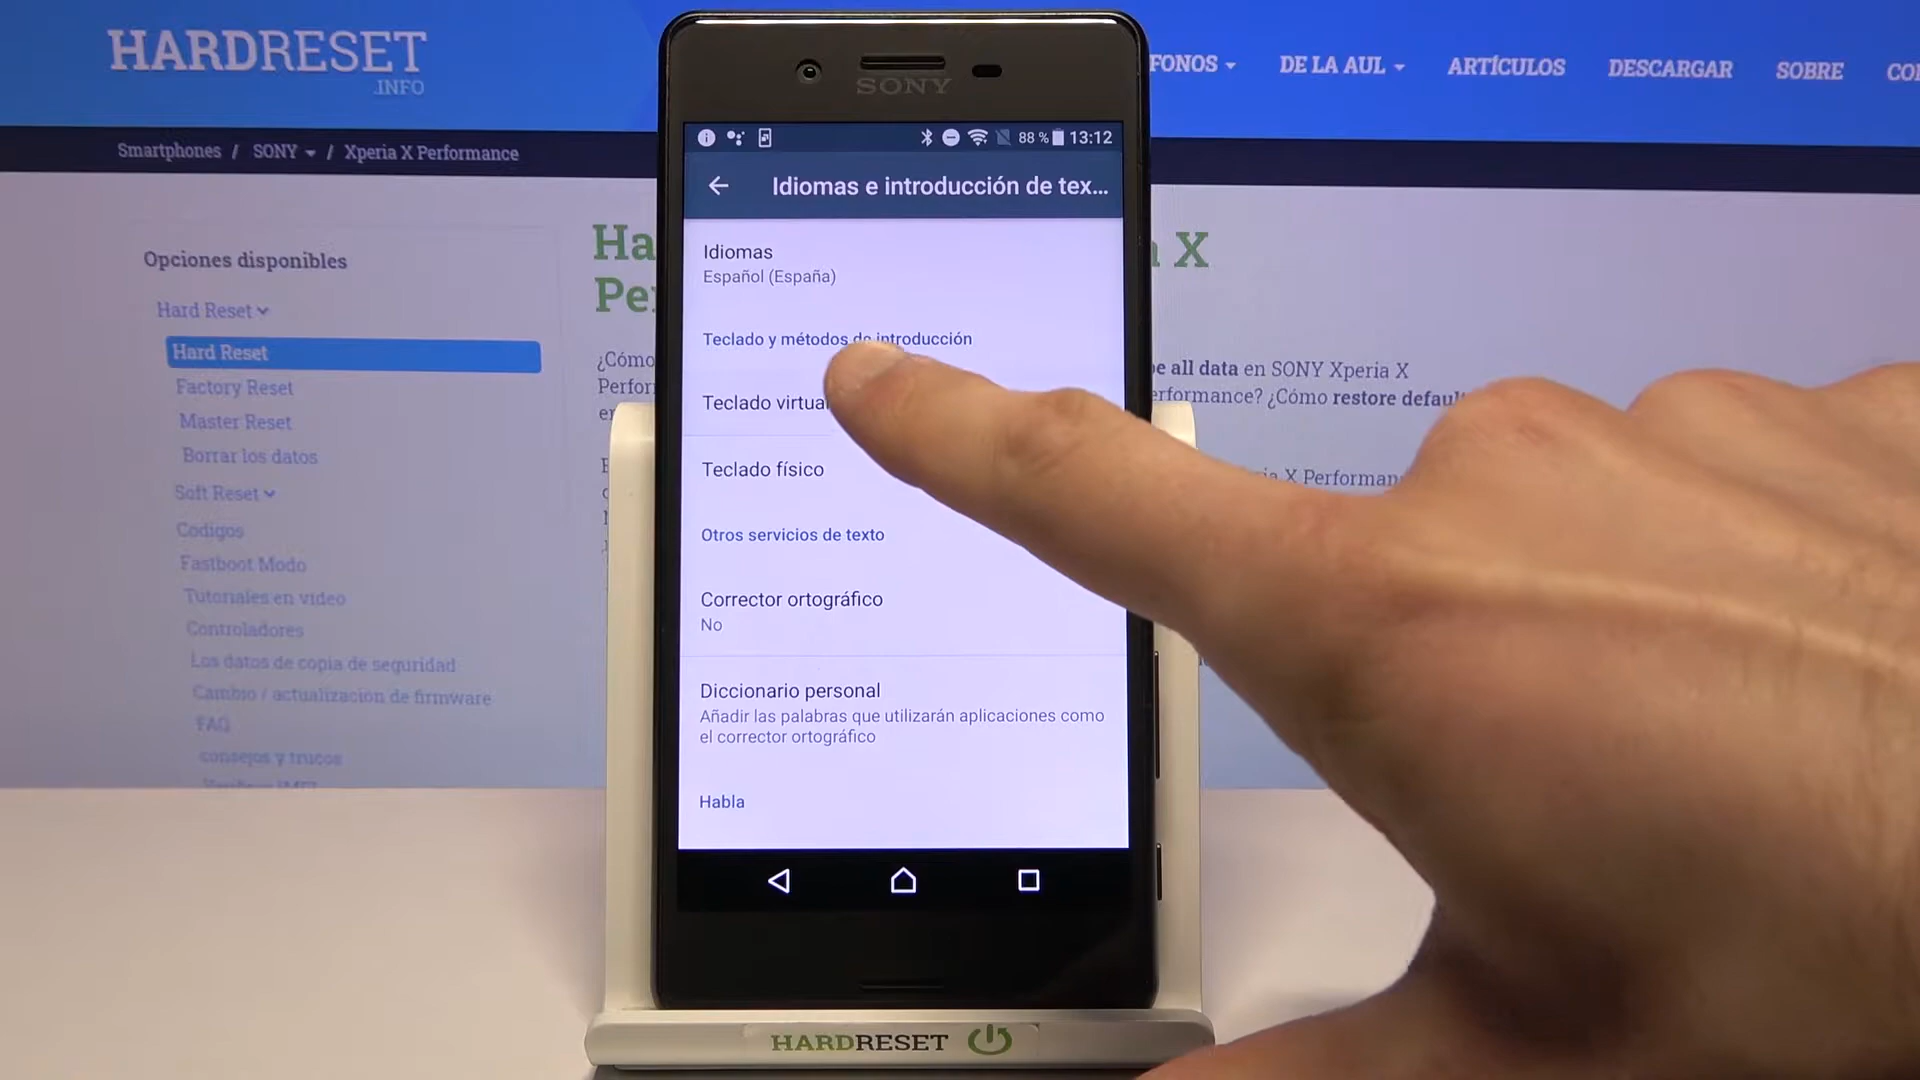 HARDRESET
.INFO
FONOS
DE LA AUL
ARTÍCULOS
DESCARGAR
SOBRE
Smartphones / SONY / Xperia X Performance
Opciones disponibles
Hard Reset
Hard Reset
Factory Reset
Master Reset
Borrar los datos
Soft Reset
Codigos
Fastboot Modo
Tutoriales en video
Controladores
Los datos de copia de seguridad
Cambio / actualizacion de firmware
FAQ
consejos y trucos
Ha
X
¿Cómo
all data en SONY Xperia X
erformance? ¿Cómo restore
X Performan
SONY
88 % 13:12
Idiomas e introducción de tex...
Idiomas
Español (España)
Teclado y métodos de introducción
Teclado virtual
Teclado físico
Otros servicios de texto
Corrector ortográfico
No
Diccionario personal
Añadir las palabras que utilizarán aplicaciones como
el corrector ortográfico
Habla
HARDRESET